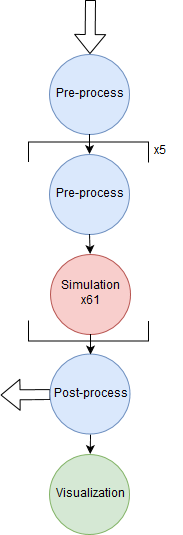 Pre-process
x5
Pre-process
Simulation
x61
Post-process
Visualization